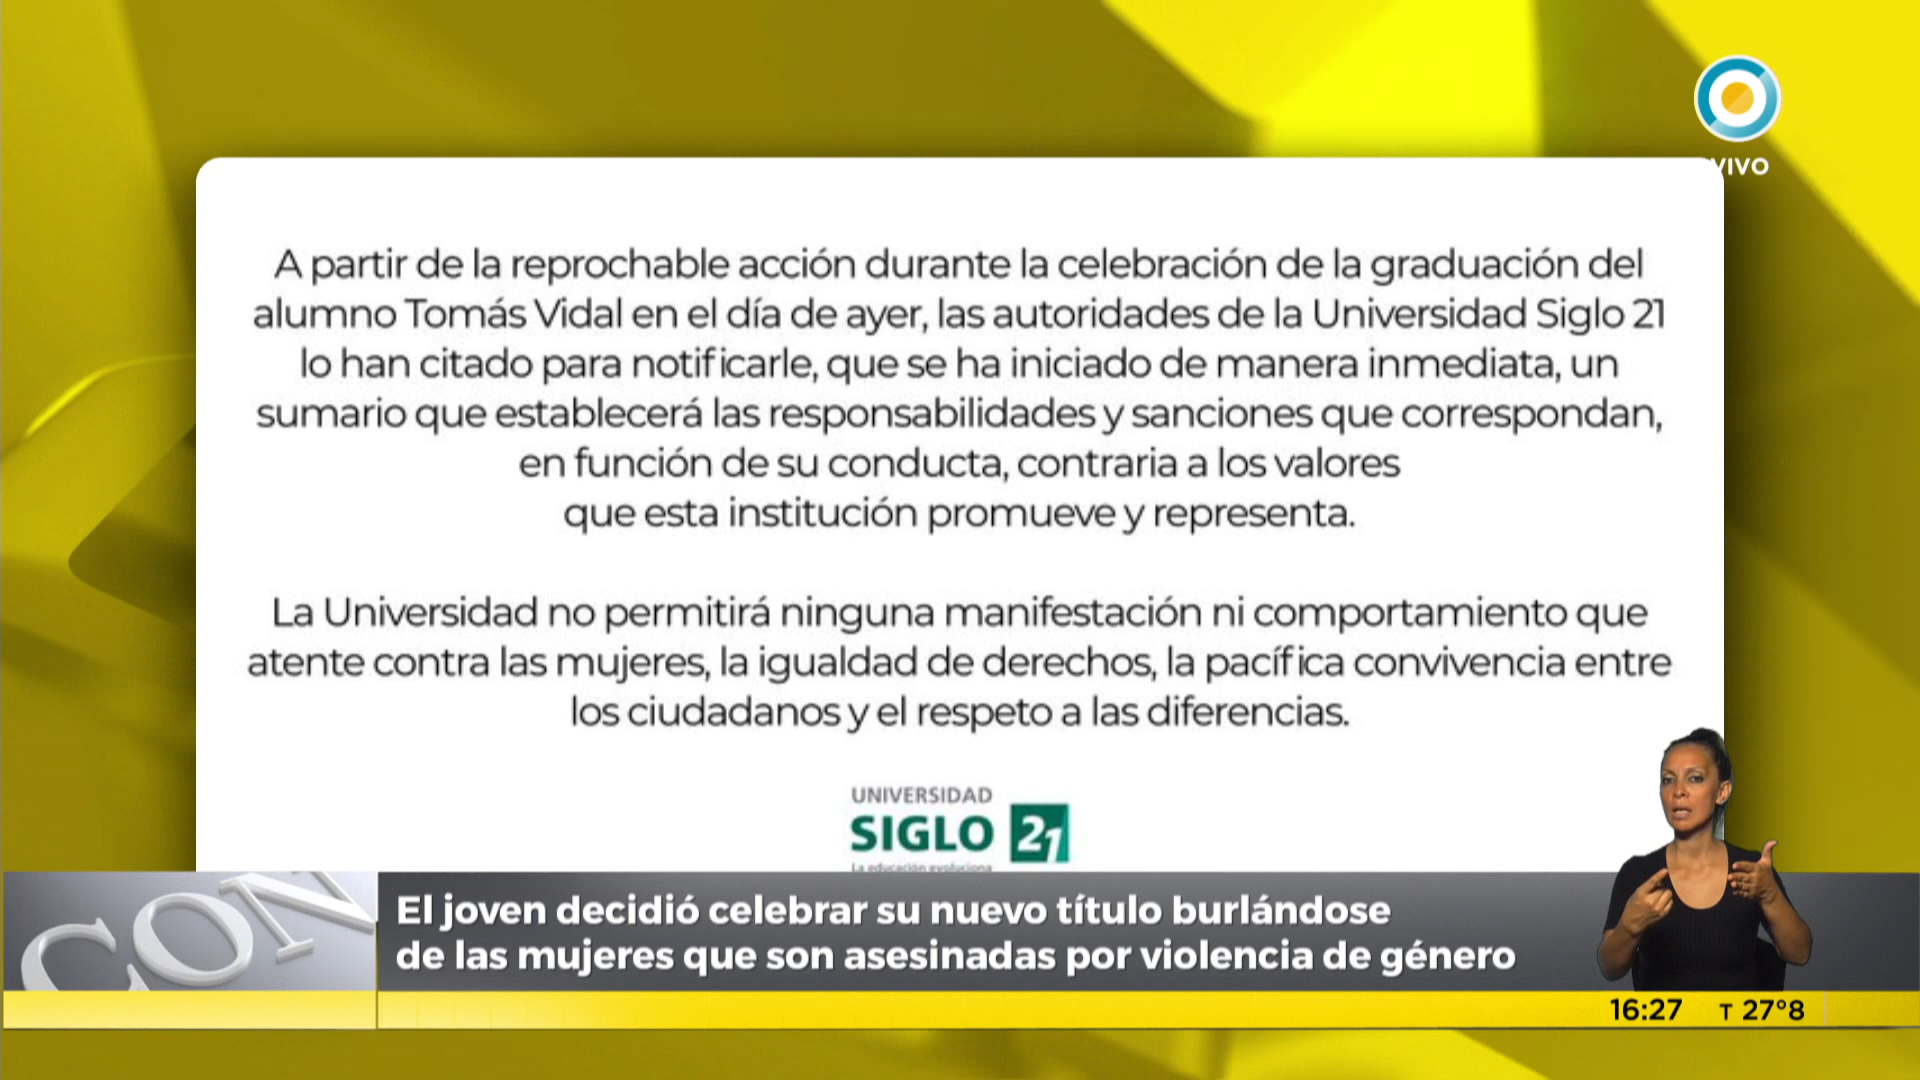 VIVO
A partir de la reprochable acción durante la celebración de la graduación del
alumno Tomás Vidal en el día de ayer, las autoridades de la Universidad Siglo 21
lo han citado para notificarle, que se ha iniciado de manera inmediata, un
sumario que establecerá las responsabilidades y sanciones que correspondan,
en función de su conducta, contraria a los valores
que esta institución promueve y representa.
La Universidad no permitirá ninguna manifestación ni comportamiento que
atente contra las mujeres, la igualdad de derechos, la pacífica convivencia entre
los ciudadanos y el respeto a las diferencias.
UNIVERSIDAD
SIGLO 21
La educación evoluciona
CON
El joven decidió celebrar su nuevo título burlándose
de las mujeres que son asesinadas por violencia de género
16:27 T 27°8